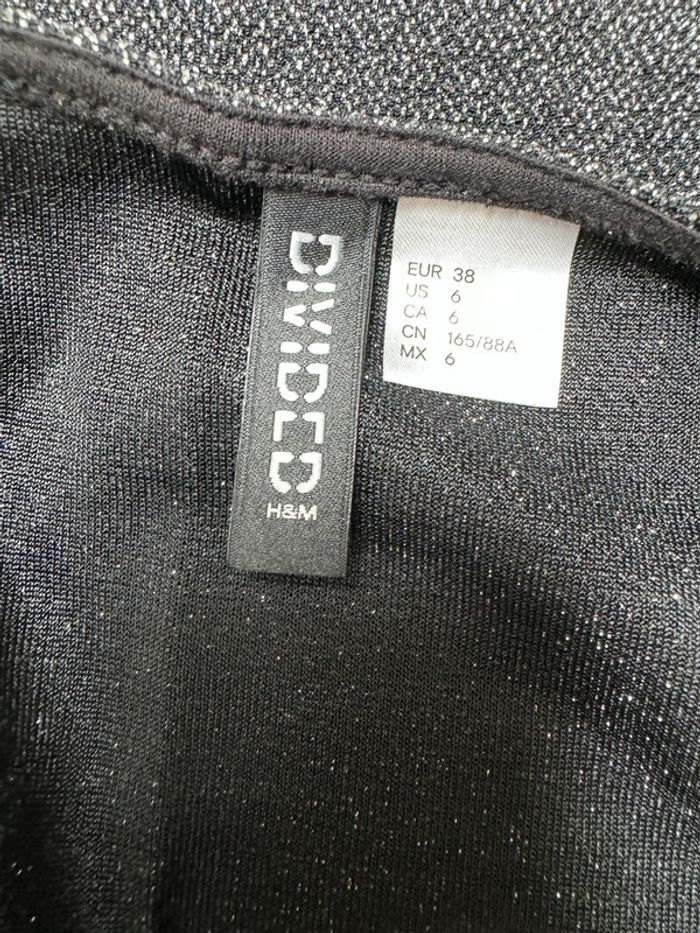 DIVIDED
H&M
EUR 38
US 6
CA 6
CN 165/88A
MX 6